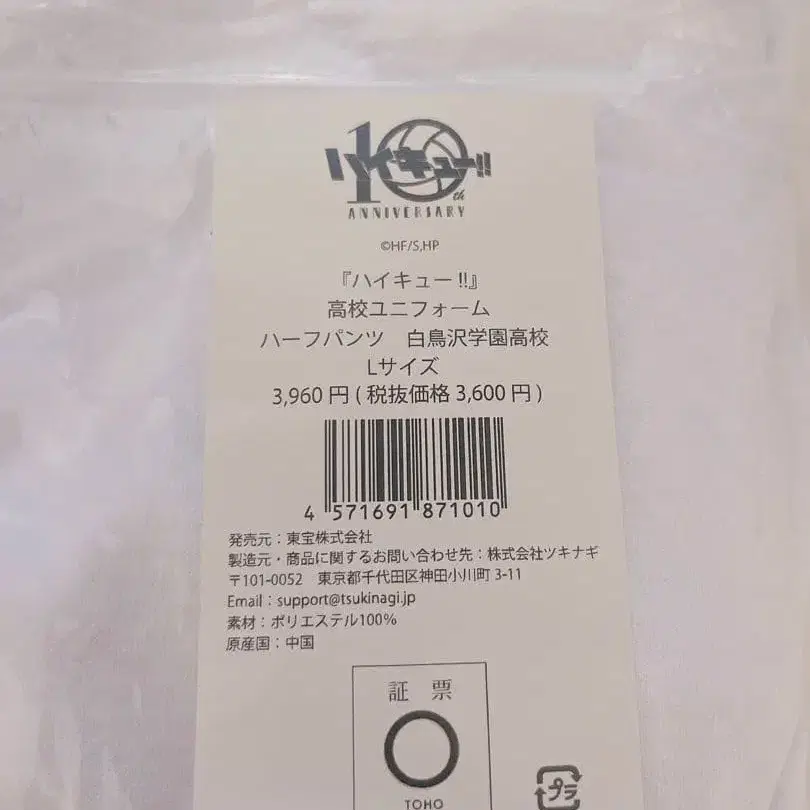 ハイキュー!!
10th
ANNIVERSARY
©HF/S,HP
『ハイキュー!!』
高校ユニフォーム
ハーフパンツ　白鳥沢学園高校
Lサイズ
3,960 円 ( 税抜価格 3,600 円 )
4 571691 871010
発売元：東宝株式会社
製造元・商品に関するお問い合わせ先：株式会社ツキナギ
〒101-0052　東京都千代田区神田小川町 3-11
Email：support@tsukinagi.jp
素材：ポリエステル100%
原産国：中国
証 票
TOHO
プラ